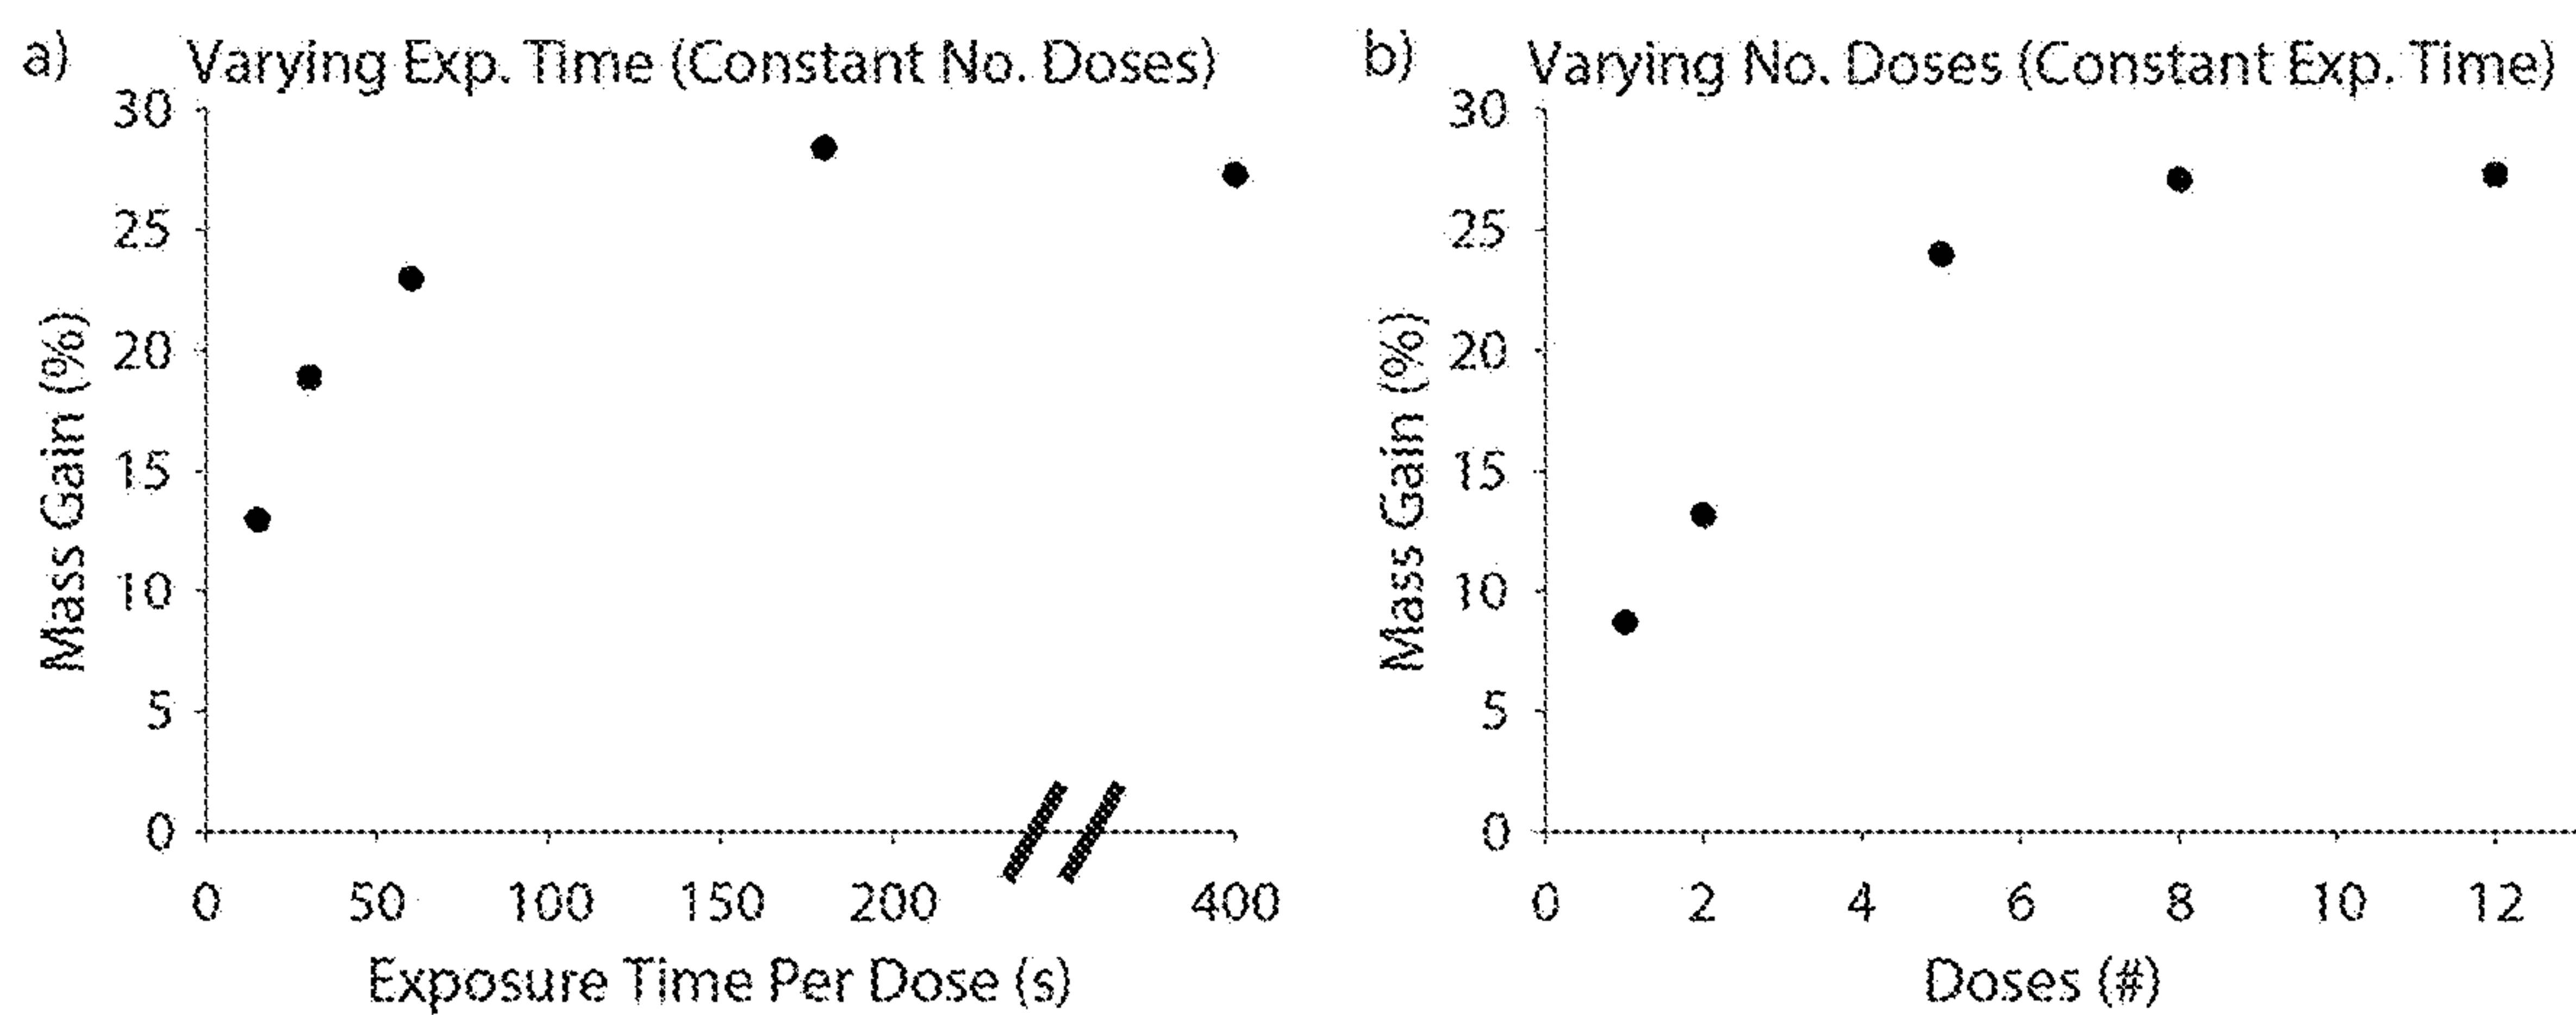 a) Varying Exp. Time (Constant No. Doses)
30
25
20
15
10
5
0
Mass Gain (%)
0 50 100 150 200 400
Exposure Time Per Dose (s)
b) Varying No. Doses (Constant Exp. Time)
30
25
20
15
10
5
0
Mass Gain (%)
0 2 4 6 8 10 12
Doses (#)